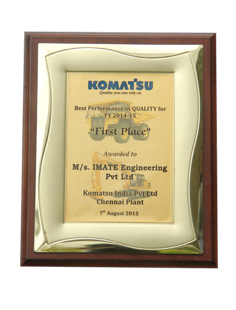 KOMATSU
Quality you can rely on
Best Performance in QUALITY for
FY 2014-15
"First Place"
Awarded to
M/s. IMATE Engineering
Pvt Ltd
Komatsu India Pvt Ltd
Chennai Plant
7th August 2015